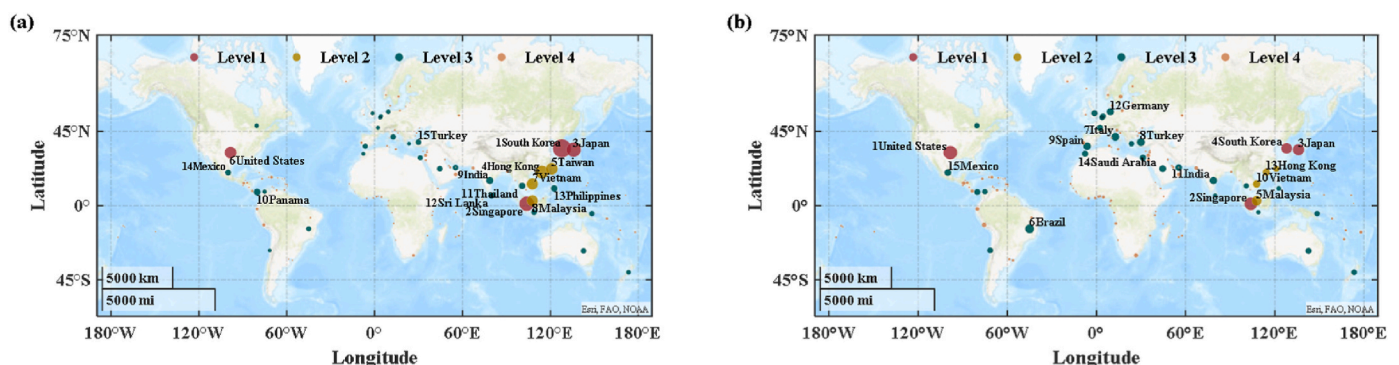 (a)
75°N
45°N
0°
45°S
Latitude
Level 1 Level 2 Level 3 Level 4
15Turkey
1South Korea
3Japan
6United States
14Mexico
4Hong Kong
5Taiwan
9India
7Vietnam
11Thailand
13Philippines
10Panama
12Sri Lanka
2Singapore
8Malaysia
5000 km
5000 mi
Esri, FAO, NOAA
180°W 120°W 60°W 0° 60°E 120°E 180°E
Longitude
(b)
75°N
45°N
0°
45°S
Latitude
Level 1 Level 2 Level 3 Level 4
12Germany
7Italy
8Turkey
9Spain
1United States
4South Korea
3Japan
15Mexico
14Saudi Arabia
13Hong Kong
11India
10Vietnam
5Malaysia
2Singapore
6Brazil
5000 km
5000 mi
Esri, FAO, NOAA
180°W 120°W 60°W 0° 60°E 120°E 180°E
Longitude